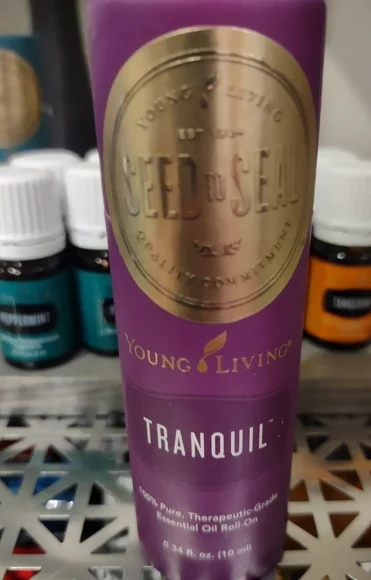 YOUNG LIVING
SEED TO SEAL
QUALITY COMMITMENT
YOUNG LIVING®
TRANQUIL™
100% Pure, Therapeutic-Grade
Essential Oil Roll-On
0.34 fl. oz. (10 ml)
PEPPERMINT